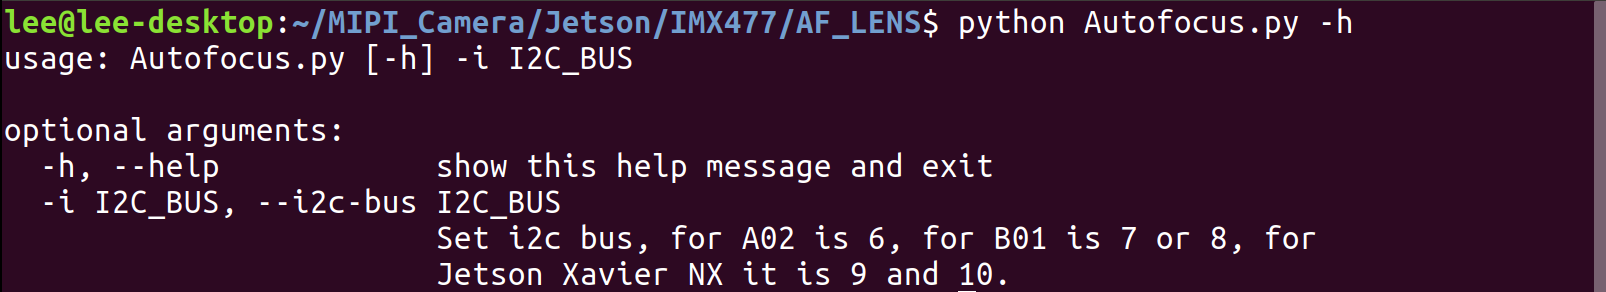 lee@lee-desktop:~/MIPI_Camera/Jetson/IMX477/AF_LENS$ python Autofocus.py -h
usage: Autofocus.py [-h] -i I2C_BUS
optional arguments:
-h, --help show this help message and exit
-i I2C_BUS, --i2c-bus I2C_BUS
Set i2c bus, for A02 is 6, for B01 is 7 or 8, for
Jetson Xavier NX it is 9 and 10.